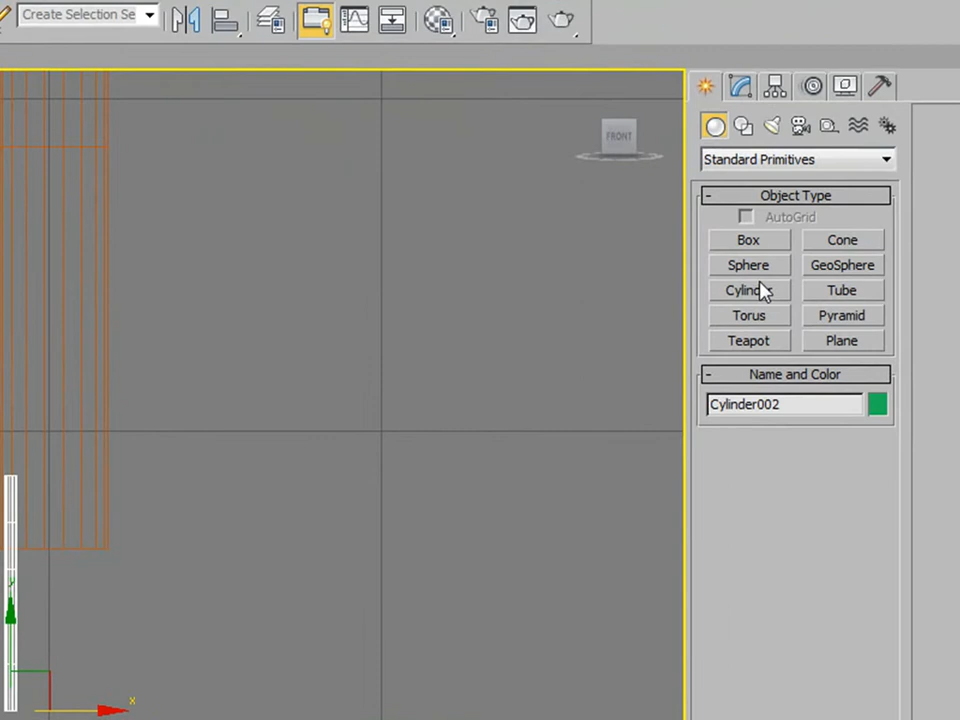 Create Selection Se
FRONT
Standard Primitives
- Object Type
AutoGrid
Box Cone
Sphere GeoSphere
Tube
Torus Pyramid
Teapot Plane
- Name and Color
Cylinder002
y
x